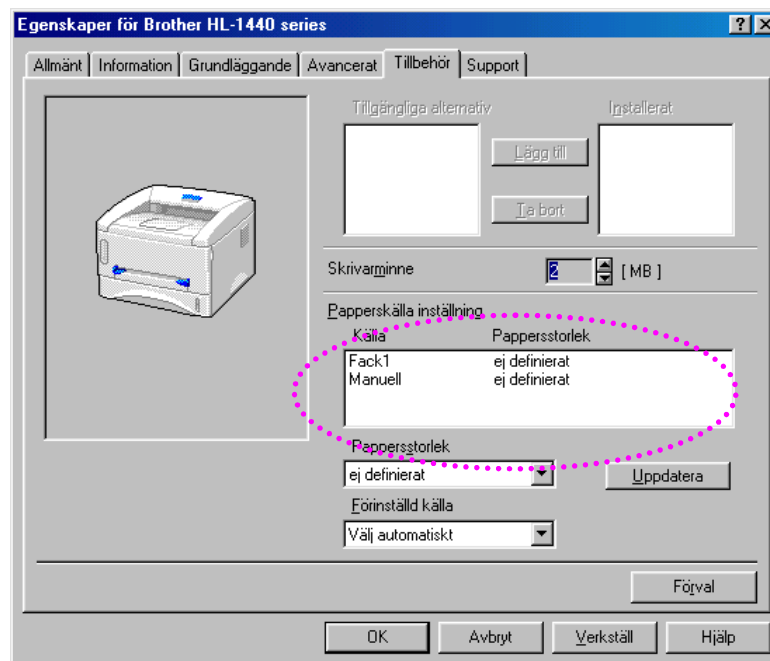 Egenskaper för Brother HL-1440 series
Allmänt Information Grundläggande Avancerat Tillbehör Support
Tillgängliga alternativ Installerat
Lägg till
Ta bort
Skrivarminne 2 [ MB ]
Papperskälla inställning
Källa Pappersstorlek
Fack1 ej definierat
Manuell ej definierat
Pappersstorlek
ej definierat Uppdatera
Förinställd källa
Välj automatiskt
Förval
OK Avbryt Verkställ Hjälp